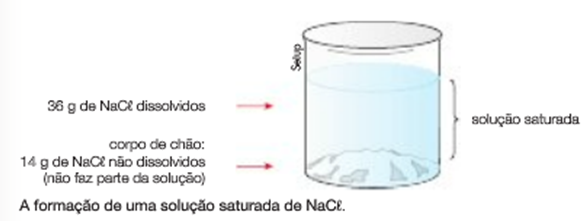 Selup
36 g de NaCℓ dissolvidos
solução saturada
corpo de chão:
14 g de NaCℓ não dissolvidos
(não faz parte da solução)
A formação de uma solução saturada de NaCℓ.